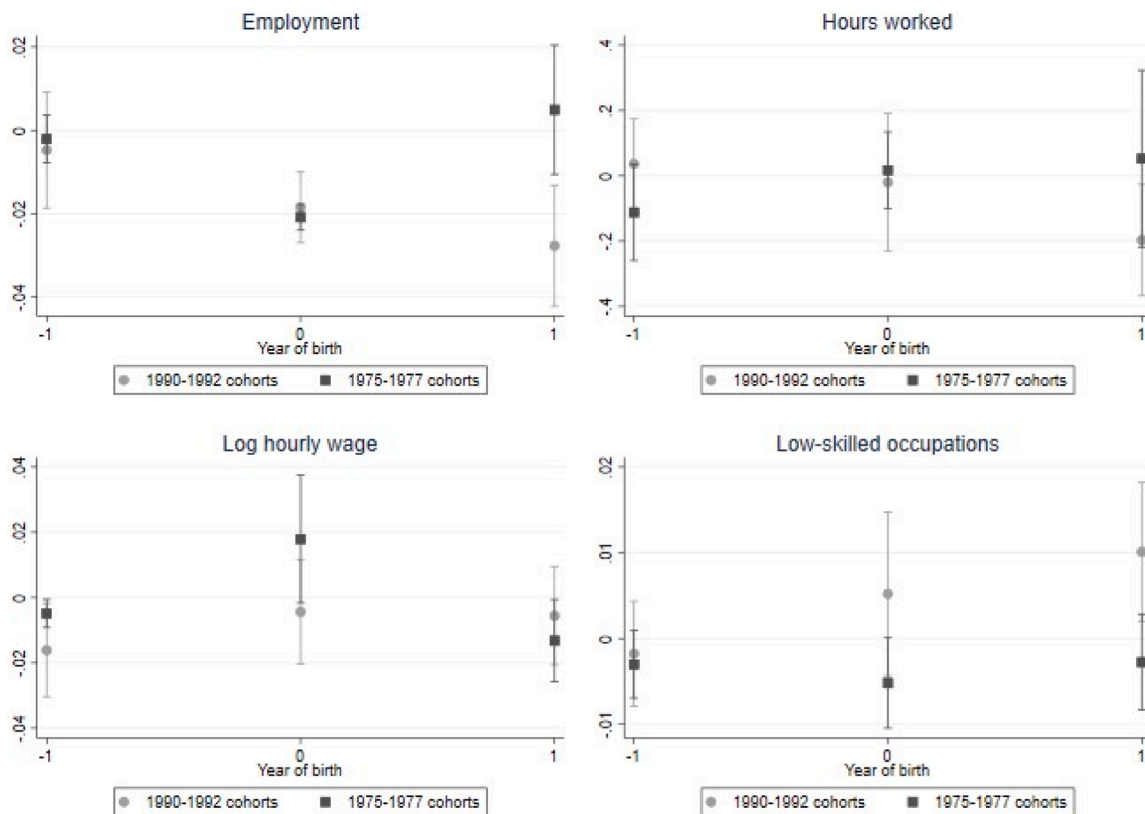 Employment
.02
0
-.02
-.04
-1
0
1
Year of birth
1990-1992 cohorts 1975-1977 cohorts
Hours worked
.4
.2
0
-.2
-.4
-1
0
1
Year of birth
1990-1992 cohorts 1975-1977 cohorts
Log hourly wage
.04
.02
0
-.02
-.04
-1
0
1
Year of birth
1990-1992 cohorts 1975-1977 cohorts
Low-skilled occupations
.02
.01
0
-.01
-1
0
1
Year of birth
1990-1992 cohorts 1975-1977 cohorts